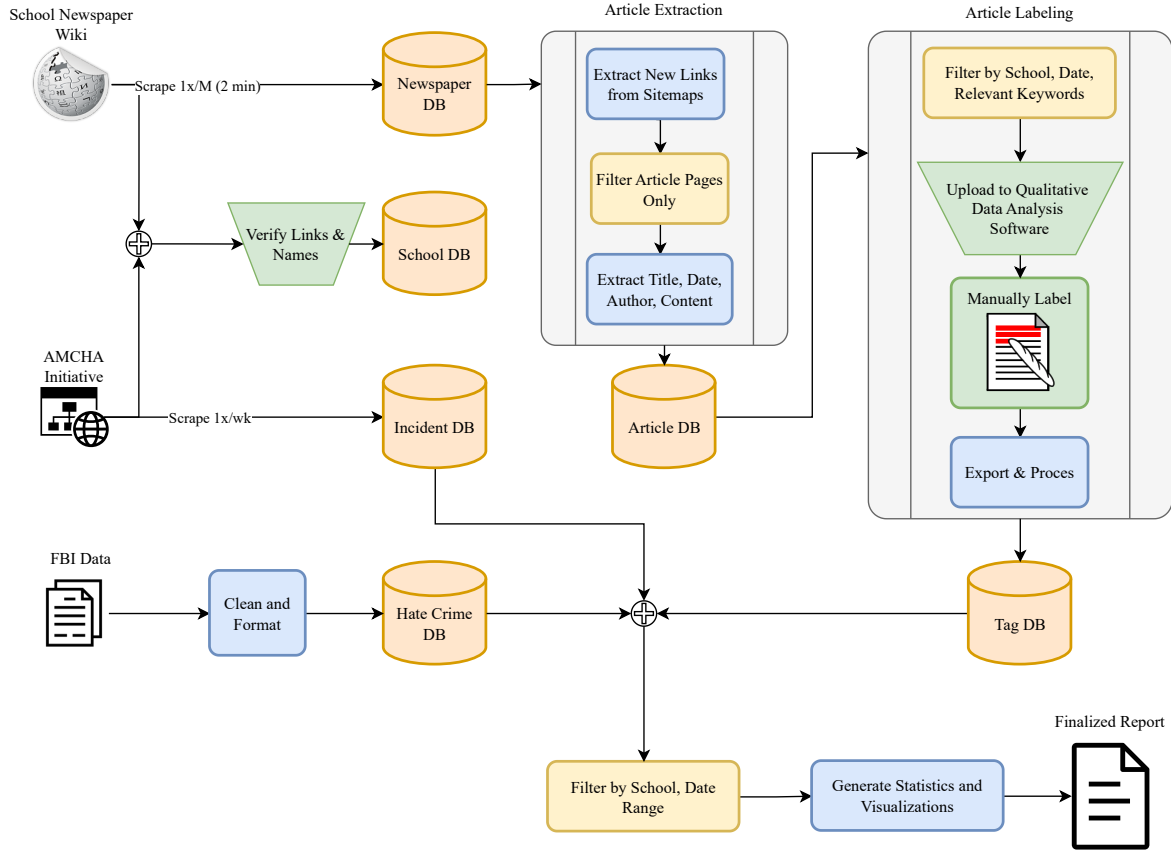 School Newspaper
Wiki
Scrape 1x/M (2 min)
Newspaper
DB
Verify Links &
Names
School DB
AMCHA
Initiative
Scrape 1x/wk
Incident DB
FBI Data
Clean and
Format
Hate Crime
DB
Article Extraction
Extract New Links
from Sitemaps
Filter Article Pages
Only
Extract Title, Date,
Author, Content
Article DB
Article Labeling
Filter by School, Date,
Relevant Keywords
Upload to Qualitative
Data Analysis
Software
Manually Label
Export & Proces
Tag DB
Filter by School, Date
Range
Generate Statistics and
Visualizations
Finalized Report